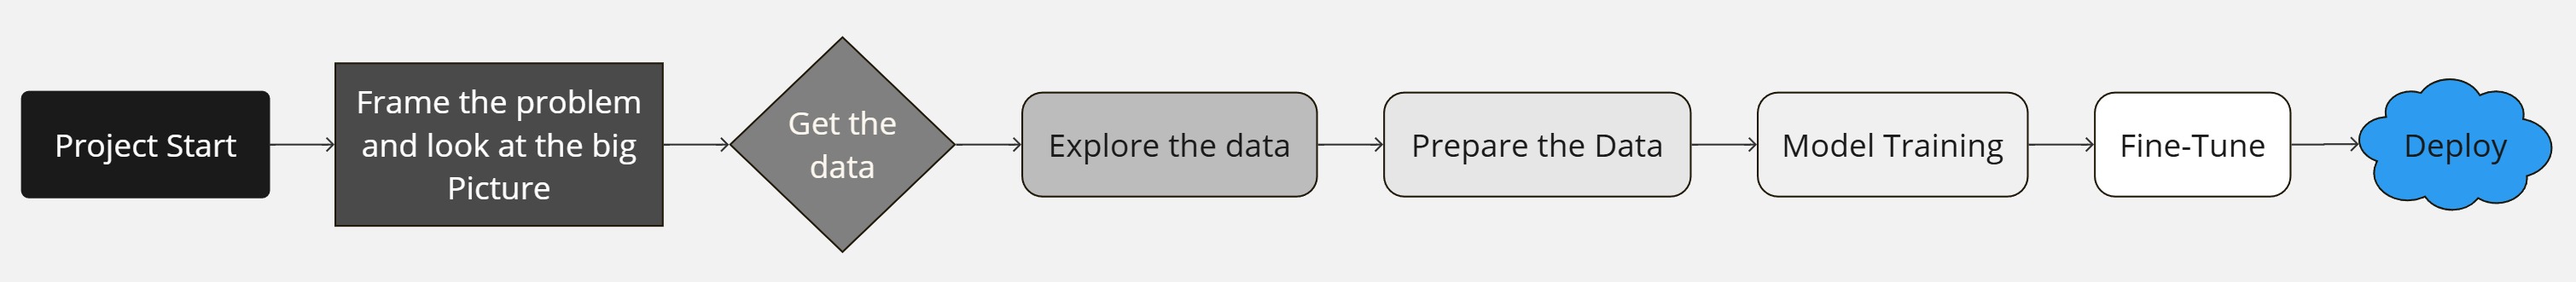 Project Start
Frame the problem
and look at the big
Picture
Get the
data
Explore the data
Prepare the Data
Model Training
Fine-Tune
Deploy